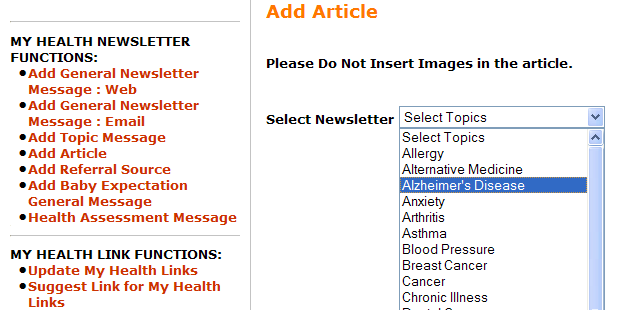 MY HEALTH NEWSLETTER
FUNCTIONS:
Add General Newsletter
Message : Web
Add General Newsletter
Message : Email
Add Topic Message
Add Article
Add Referral Source
Add Baby Expectation
General Message
Health Assessment Message
MY HEALTH LINK FUNCTIONS:
Update My Health Links
Suggest Link for My Health
Links
Add Article
Please Do Not Insert Images in the article.
Select Newsletter Select Topics
Select Topics
Allergy
Alternative Medicine
Alzheimer's Disease
Anxiety
Arthritis
Asthma
Blood Pressure
Breast Cancer
Cancer
Chronic Illness